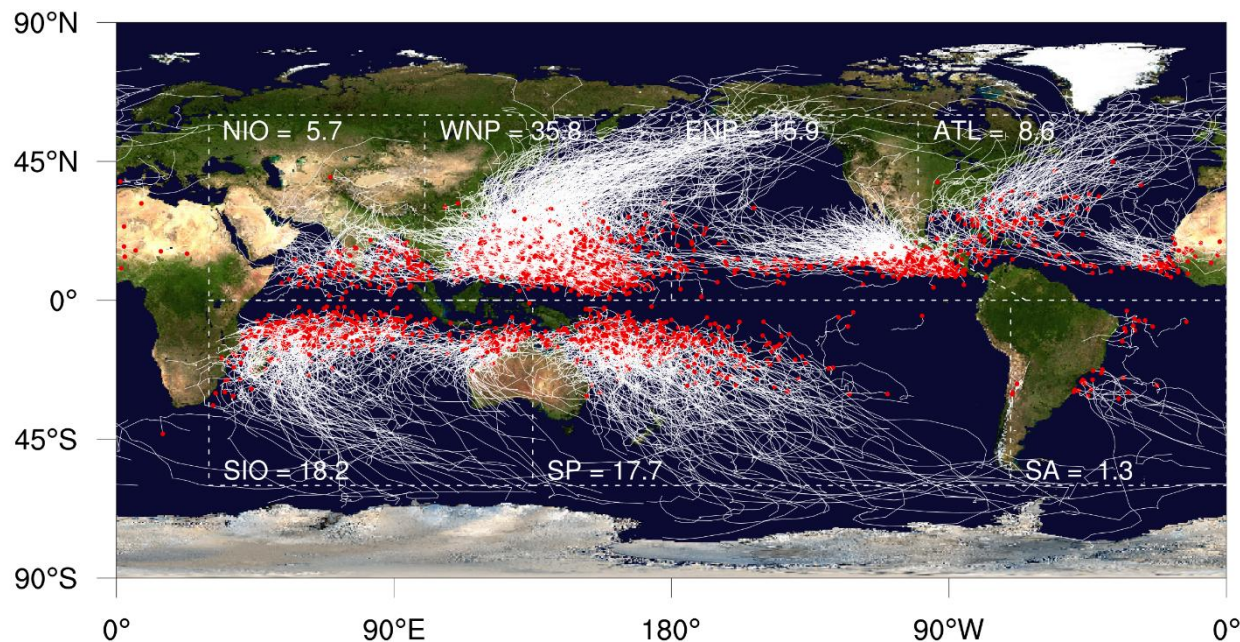 90°N
NIO = 5.7 WNP = 35.8 ENP = 15.9 ATL = 8.6
45°N
0°
45°S
SIO = 18.2 SP = 17.7 SA = 1.3
90°S
0° 90°E 180° 90°W 0°